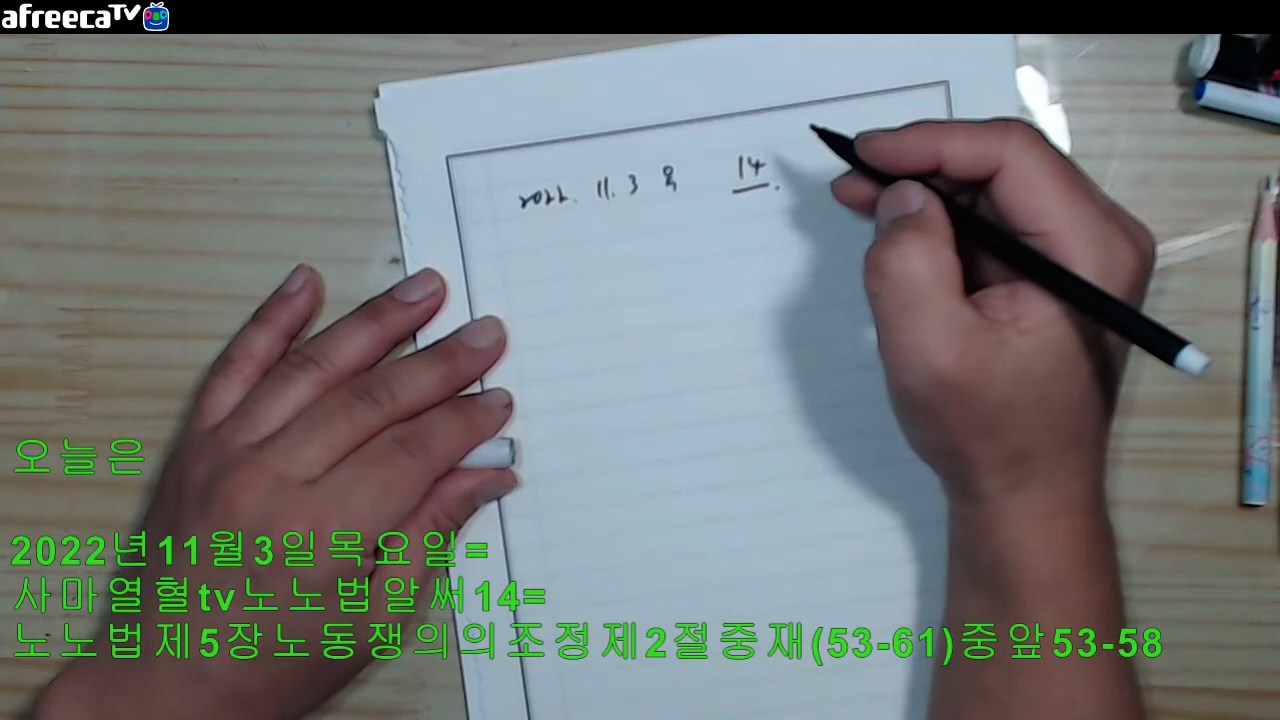 afreecaTV
2022. 11. 3 목 14.
오늘은
2022년11월3일목요일=
사마열혈tv노노법알써14=
노노법제5장노동쟁의의조정제2절중재(53-61)중앞53-58